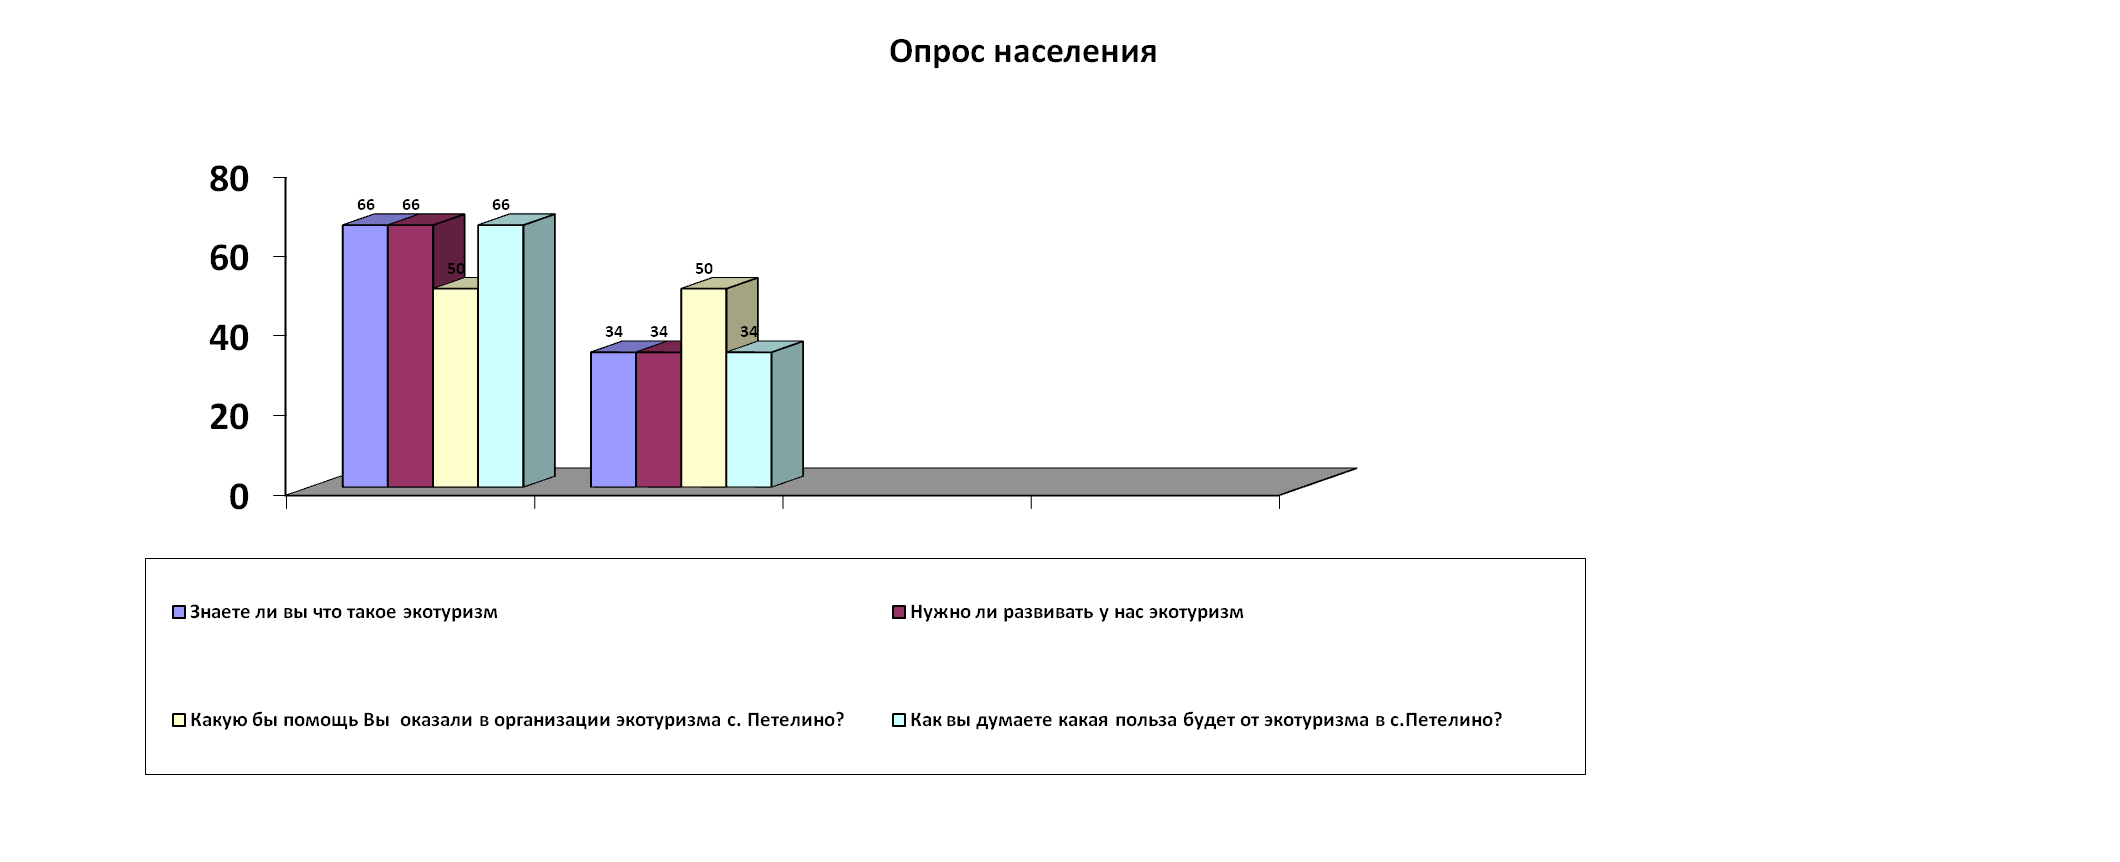 Опрос населения
80
66 66 66
60
50 50
40
34 34 34
20
0
Знаете ли вы что такое экотуризм
Нужно ли развивать у нас экотуризм
Какую бы помощь Вы  оказали в организации экотуризма с. Петелино?
Как вы думаете какая польза будет от экотуризма в с.Петелино?